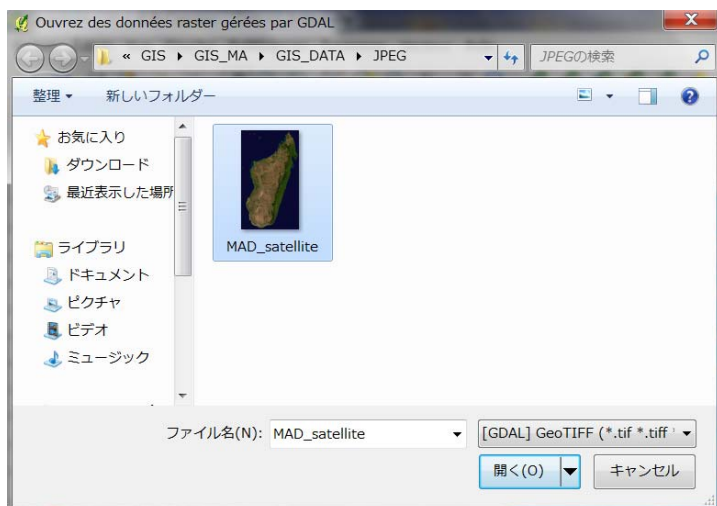 Ouvrez des données raster gérées par GDAL
« GIS ▸ GIS_MA ▸ GIS_DATA ▸ JPEG
JPEGの検索
整理 新しいフォルダー
お気に入り
ダウンロード
最近表示した場所
ライブラリ
ドキュメント
ピクチャ
ビデオ
ミュージック
MAD_satellite
ファイル名(N): MAD_satellite
[GDAL] GeoTIFF (*.tif *.tiff
開く(O) キャンセル